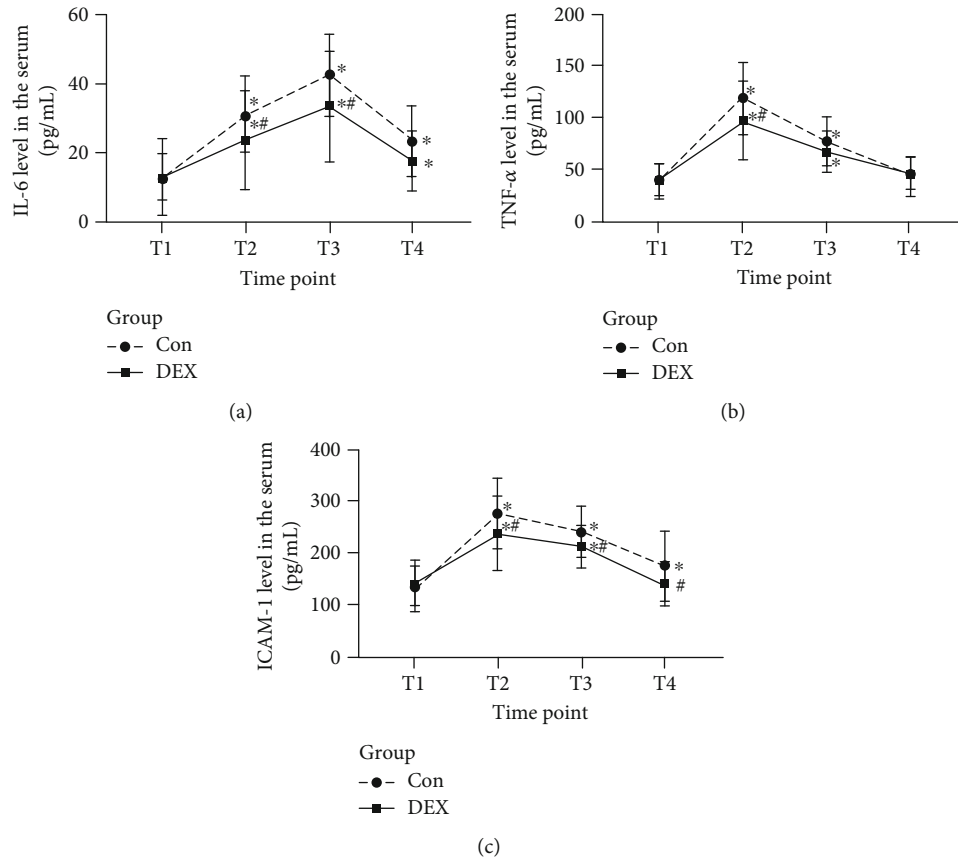 IL-6 level in the serum
(pg/mL)
60
40
20
0
*
*#
*
*#
*
*
T1 T2 T3 T4
Time point
Group
Con
DEX
(a)
TNF-α level in the serum
(pg/mL)
200
150
100
50
0
*
*#
*
*
T1 T2 T3 T4
Time point
Group
Con
DEX
(b)
ICAM-1 level in the serum
(pg/mL)
400
300
200
100
0
*
*#
*
*#
*
#
T1 T2 T3 T4
Time point
Group
Con
DEX
(c)